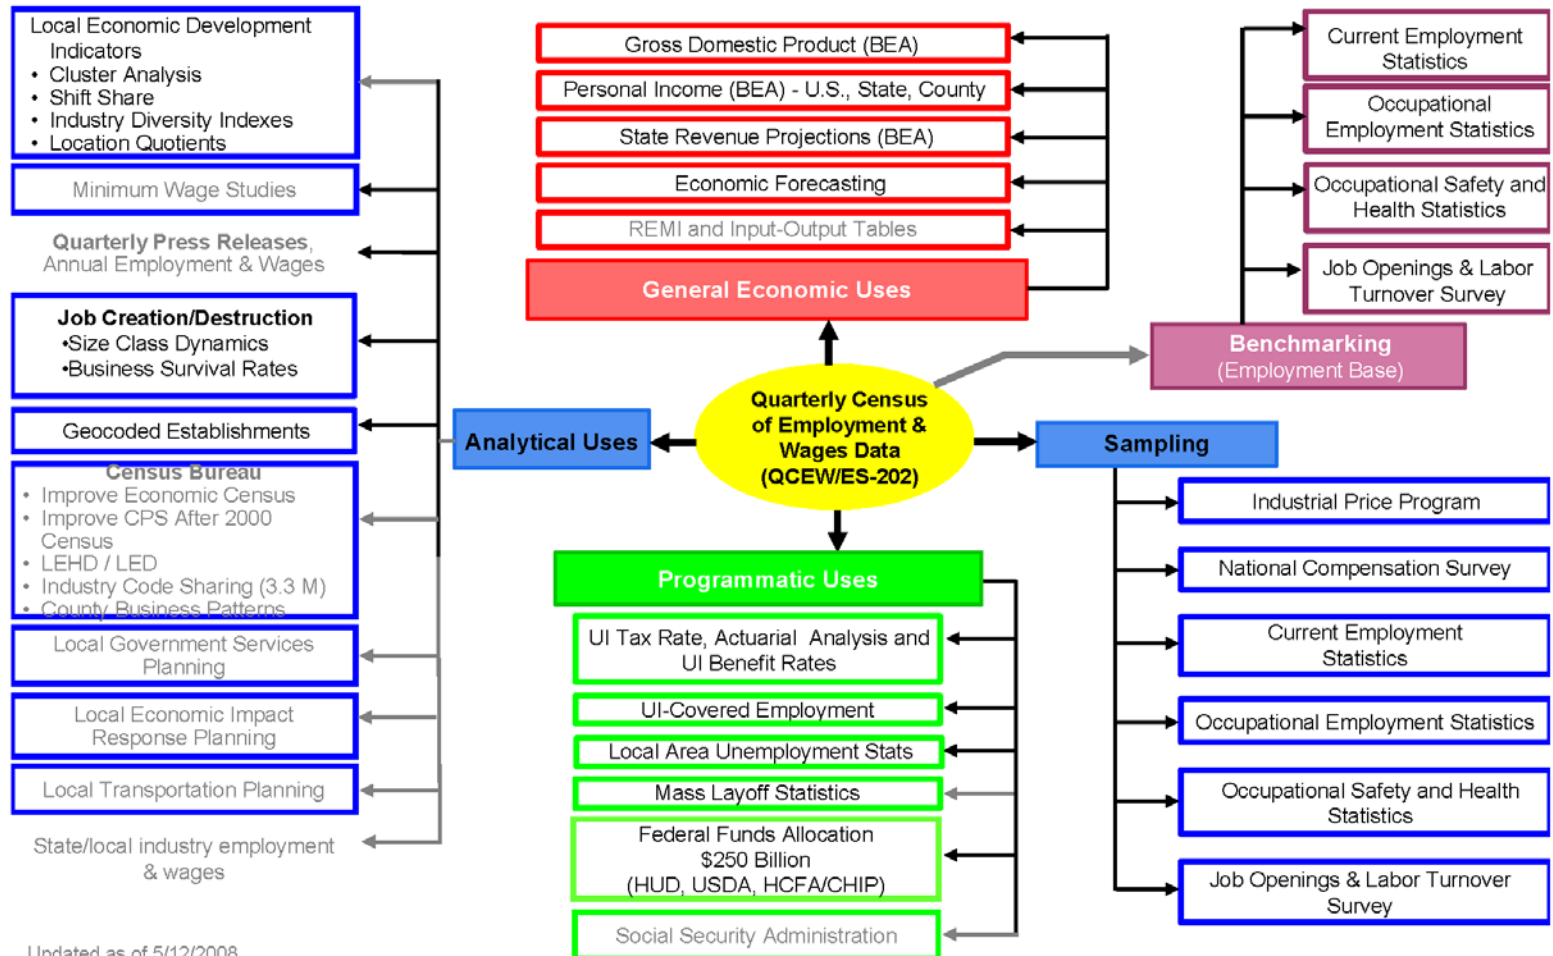 Local Economic Development
Indicators
• Cluster Analysis
• Shift Share
• Industry Diversity Indexes
• Location Quotients
Minimum Wage Studies
Quarterly Press Releases,
Annual Employment & Wages
Job Creation/Destruction
•Size Class Dynamics
•Business Survival Rates
Geocoded Establishments
Census Bureau
• Improve Economic Census
• Improve CPS After 2000
Census
• LEHD / LED
• Industry Code Sharing (3.3 M)
• County Business Patterns
Local Government Services
Planning
Local Economic Impact
Response Planning
Local Transportation Planning
State/local industry employment
& wages
Updated as of 5/12/2008
Analytical Uses
Gross Domestic Product (BEA)
Personal Income (BEA) - U.S., State, County
State Revenue Projections (BEA)
Economic Forecasting
REMI and Input-Output Tables
General Economic Uses
Quarterly Census
of Employment &
Wages Data
(QCEW/ES-202)
Programmatic Uses
UI Tax Rate, Actuarial Analysis and
UI Benefit Rates
UI-Covered Employment
Local Area Unemployment Stats
Mass Layoff Statistics
Federal Funds Allocation
$250 Billion
(HUD, USDA, HCFA/CHIP)
Social Security Administration
Current Employment
Statistics
Occupational
Employment Statistics
Occupational Safety and
Health Statistics
Job Openings & Labor
Turnover Survey
Benchmarking
(Employment Base)
Sampling
Industrial Price Program
National Compensation Survey
Current Employment
Statistics
Occupational Employment Statistics
Occupational Safety and Health
Statistics
Job Openings & Labor Turnover
Survey